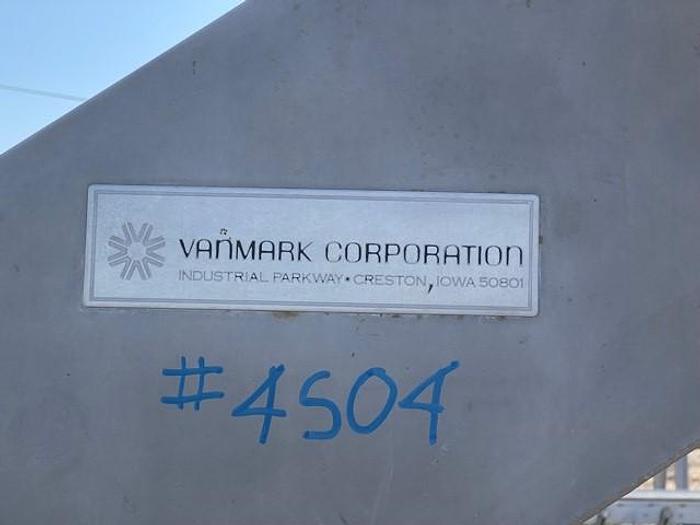 VANMARK CORPORATION
INDUSTRIAL PARKWAY • CRESTON, IOWA 50801
#4504